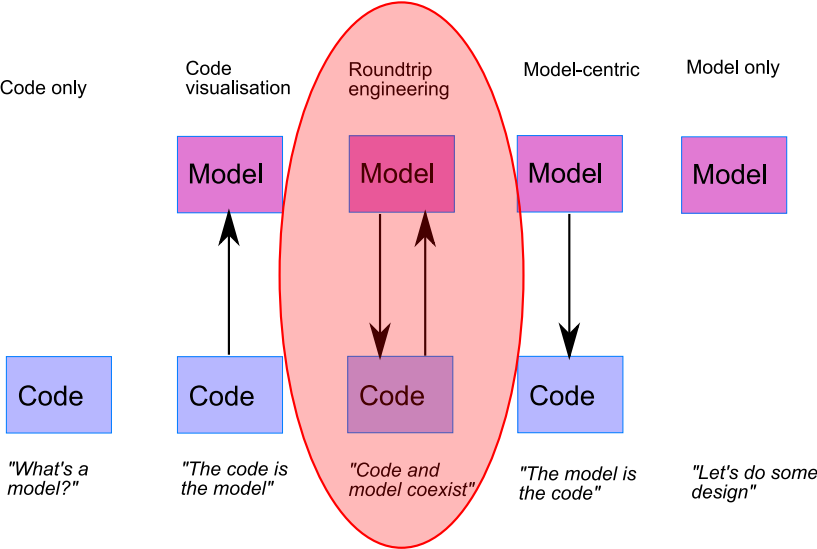 Code only
Code
visualisation
Roundtrip
engineering
Model-centric
Model only
Model
Model
Model
Model
Code
Code
Code
Code
"What's a
model?"
"The code is
the model"
"Code and
model coexist"
"The model is
the code"
"Let's do some
design"